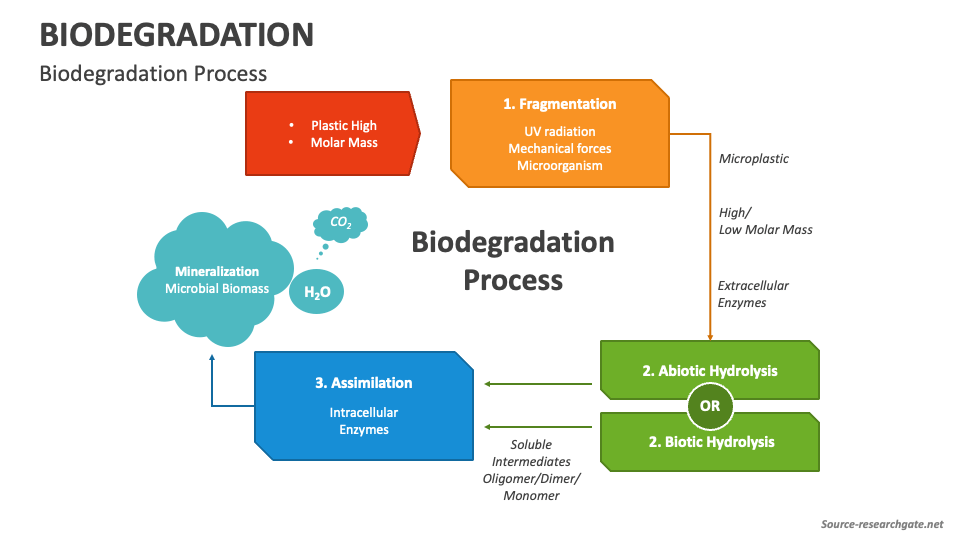 BIODEGRADATION
Biodegradation Process
• Plastic High
• Molar Mass
1. Fragmentation
UV radiation
Mechanical forces
Microorganism
Microplastic
High/
Low Molar Mass
Extracellular
Enzymes
CO₂
H₂O
Mineralization
Microbial Biomass
Biodegradation
Process
2. Abiotic Hydrolysis
OR
2. Biotic Hydrolysis
3. Assimilation
Intracellular
Enzymes
Soluble
Intermediates
Oligomer/Dimer/
Monomer
Source-researchgate.net